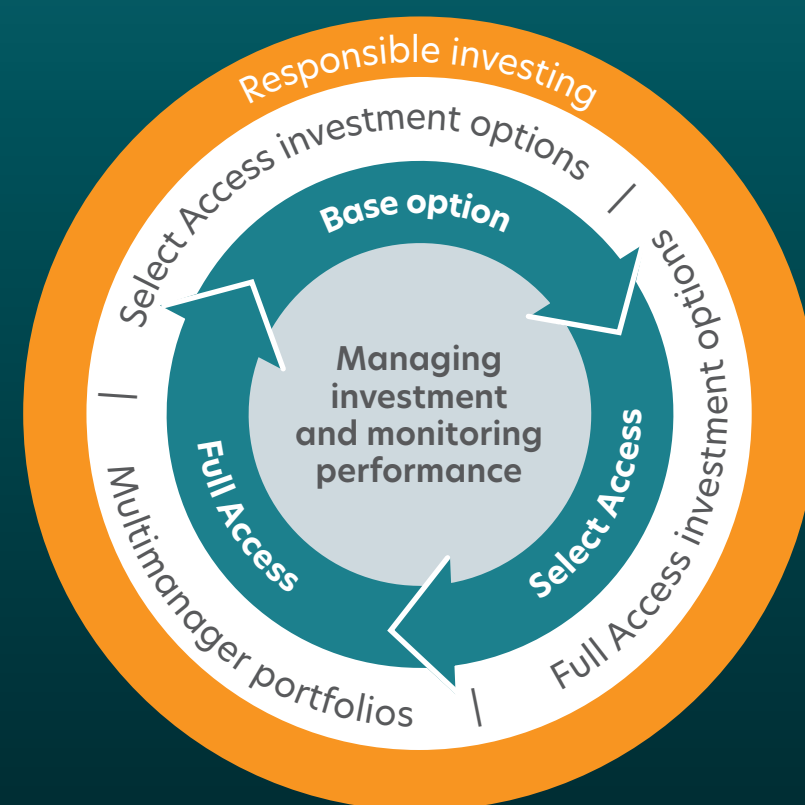 Responsible investing
Select Access investment options
|
Full Access investment options
|
Multimanager portfolios
|
Base option
Select Access
Full Access
Managing
investment
and monitoring
performance